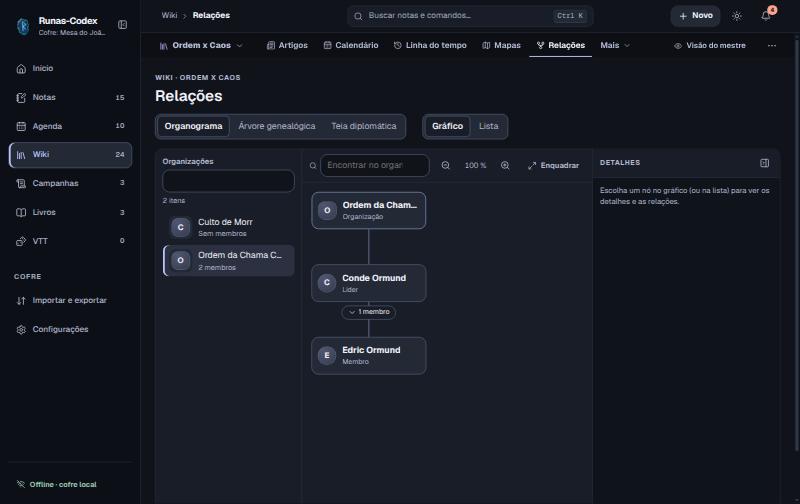 Runas-Codex
Cofre: Mesa do Joã...
Início
Notas 15
Agenda 10
Wiki 24
Campanhas 3
Livros 3
VTT 0
COFRE
Importar e exportar
Configurações
Offline · cofre local
Wiki > Relações
Buscar notas e comandos...
Ctrl K
+ Novo
4
Ordem x Caos
Artigos
Calendário
Linha do tempo
Mapas
Relações
Mais
Visão do mestre
WIKI · ORDEM X CAOS
Relações
Organograma
Árvore genealógica
Teia diplomática
Gráfico
Lista
Organizações
2 itens
C
Culto de Morr
Sem membros
O
Ordem da Chama C...
2 membros
Encontrar no organ
100 %
Enquadrar
O
Ordem da Cham...
Organização
C
Conde Ormund
Líder
1 membro
E
Edric Ormund
Membro
DETALHES
Escolha um nó no gráfico (ou na lista) para ver os
detalhes e as relações.